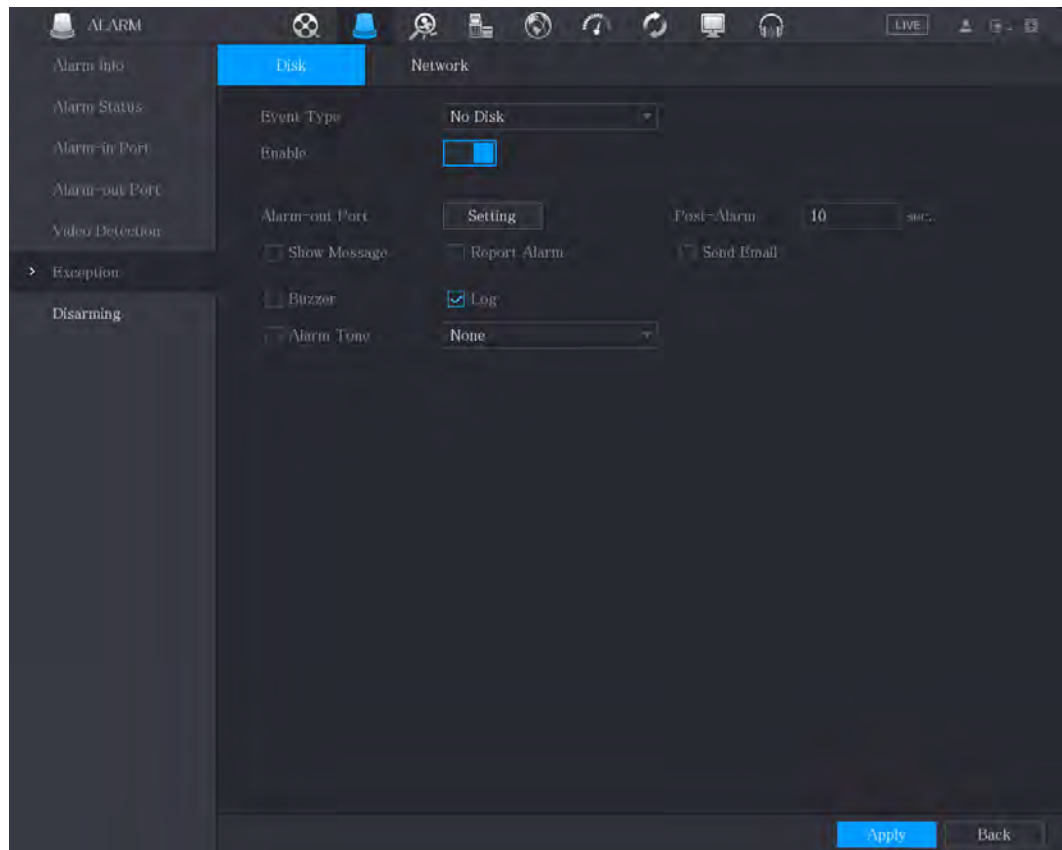 ALARM
LIVE
Alarm Info
Alarm Status
Alarm-in Port
Alarm-out Port
Video Detection
Exception
Disarming
Disk Network
Event Type No Disk
Enable
Alarm-out Port Setting Post-Alarm 10 sec.
Show Message Report Alarm Send Email
Buzzer Log
Alarm Tone None
Apply Back